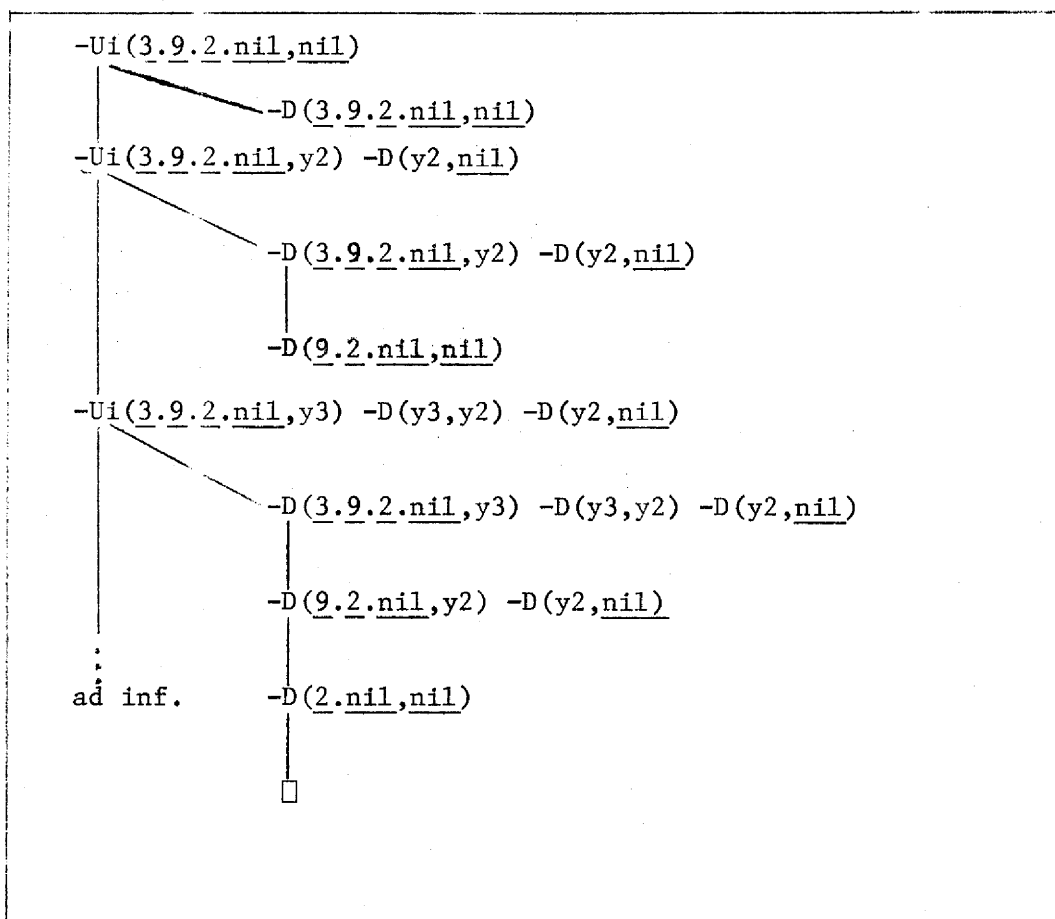 -Ui(3.9.2.nil,nil)
-D(3.9.2.nil,nil)
-Ui(3.9.2.nil,y2) -D(y2,nil)
-D(3.9.2.nil,y2) -D(y2,nil)
-D(9.2.nil,nil)
-Ui(3.9.2.nil,y3) -D(y3,y2) -D(y2,nil)
-D(3.9.2.nil,y3) -D(y3,y2) -D(y2,nil)
-D(9.2.nil,y2) -D(y2,nil)
ad inf. -D(2.nil,nil)